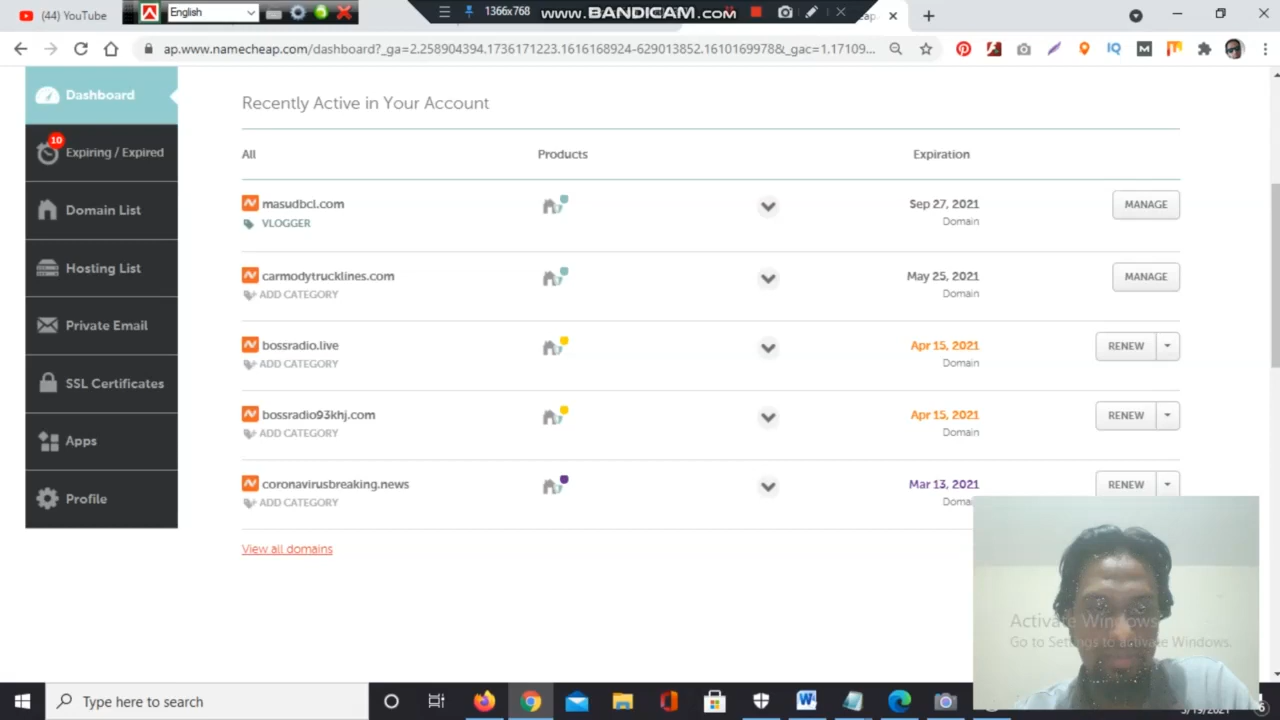 (44) YouTube
English
1366x768
www.BANDICAM.com
ap.www.namecheap.com/dashboard?_ga=2.258904394.1736171223.1616168924-629013852.1610169978&_gac=1.17109...
Dashboard
10
Expiring / Expired
Domain List
Hosting List
Private Email
SSL Certificates
Apps
Profile
Recently Active in Your Account
All Products Expiration
masudbcl.com Sep 27, 2021 MANAGE
VLOGGER Domain
carmodytrucklines.com May 25, 2021 MANAGE
ADD CATEGORY Domain
bossradio.live Apr 15, 2021 RENEW
ADD CATEGORY Domain
bossradio93khj.com Apr 15, 2021 RENEW
ADD CATEGORY Domain
coronavirusbreaking.news Mar 13, 2021 RENEW
ADD CATEGORY
View all domains
Activate Windows
Go to Settings to activate Windows.
Type here to search